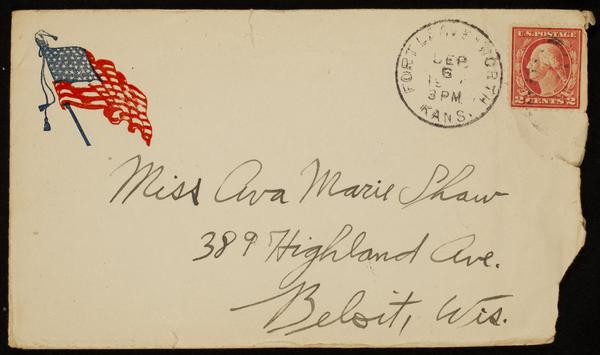 FORT LEAVENWORTH
SEP
6
3 PM
KANS.
U.S. POSTAGE
2 CENTS 2
Miss Ava Marie Shaw
389 Highland Ave.
Beloit, Wis.